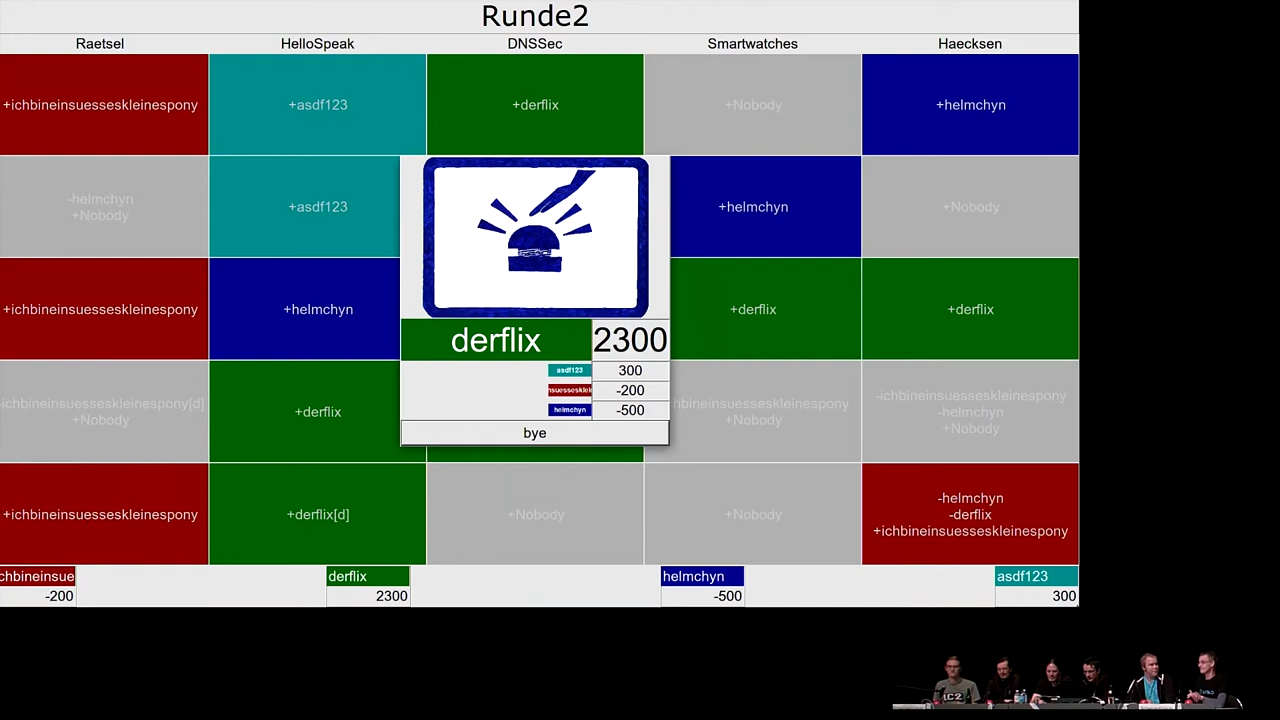 Runde2
Raetsel HelloSpeak DNSSec Smartwatches Haecksen
+ichbineinsuesseskleinespony +asdf123 +derflix +Nobody +helmchyn
-helmchyn
+Nobody
+asdf123
+helmchyn
+Nobody
+ichbineinsuesseskleinespony
+helmchyn
+derflix
+derflix
derflix 2300
asdf123 300
insuessesklei -200
helmchyn -500
bye
ichbineinsuesseskleinespony[d]
+Nobody
+derflix
hbineinsuesseskleinespony
+Nobody
-ichbineinsuesseskleinespony
-helmchyn
+Nobody
+ichbineinsuesseskleinespony
+derflix[d]
+Nobody
+Nobody
-helmchyn
-derflix
+ichbineinsuesseskleinespony
chbineinsue derflix helmchyn asdf123
-200 2300 -500 300